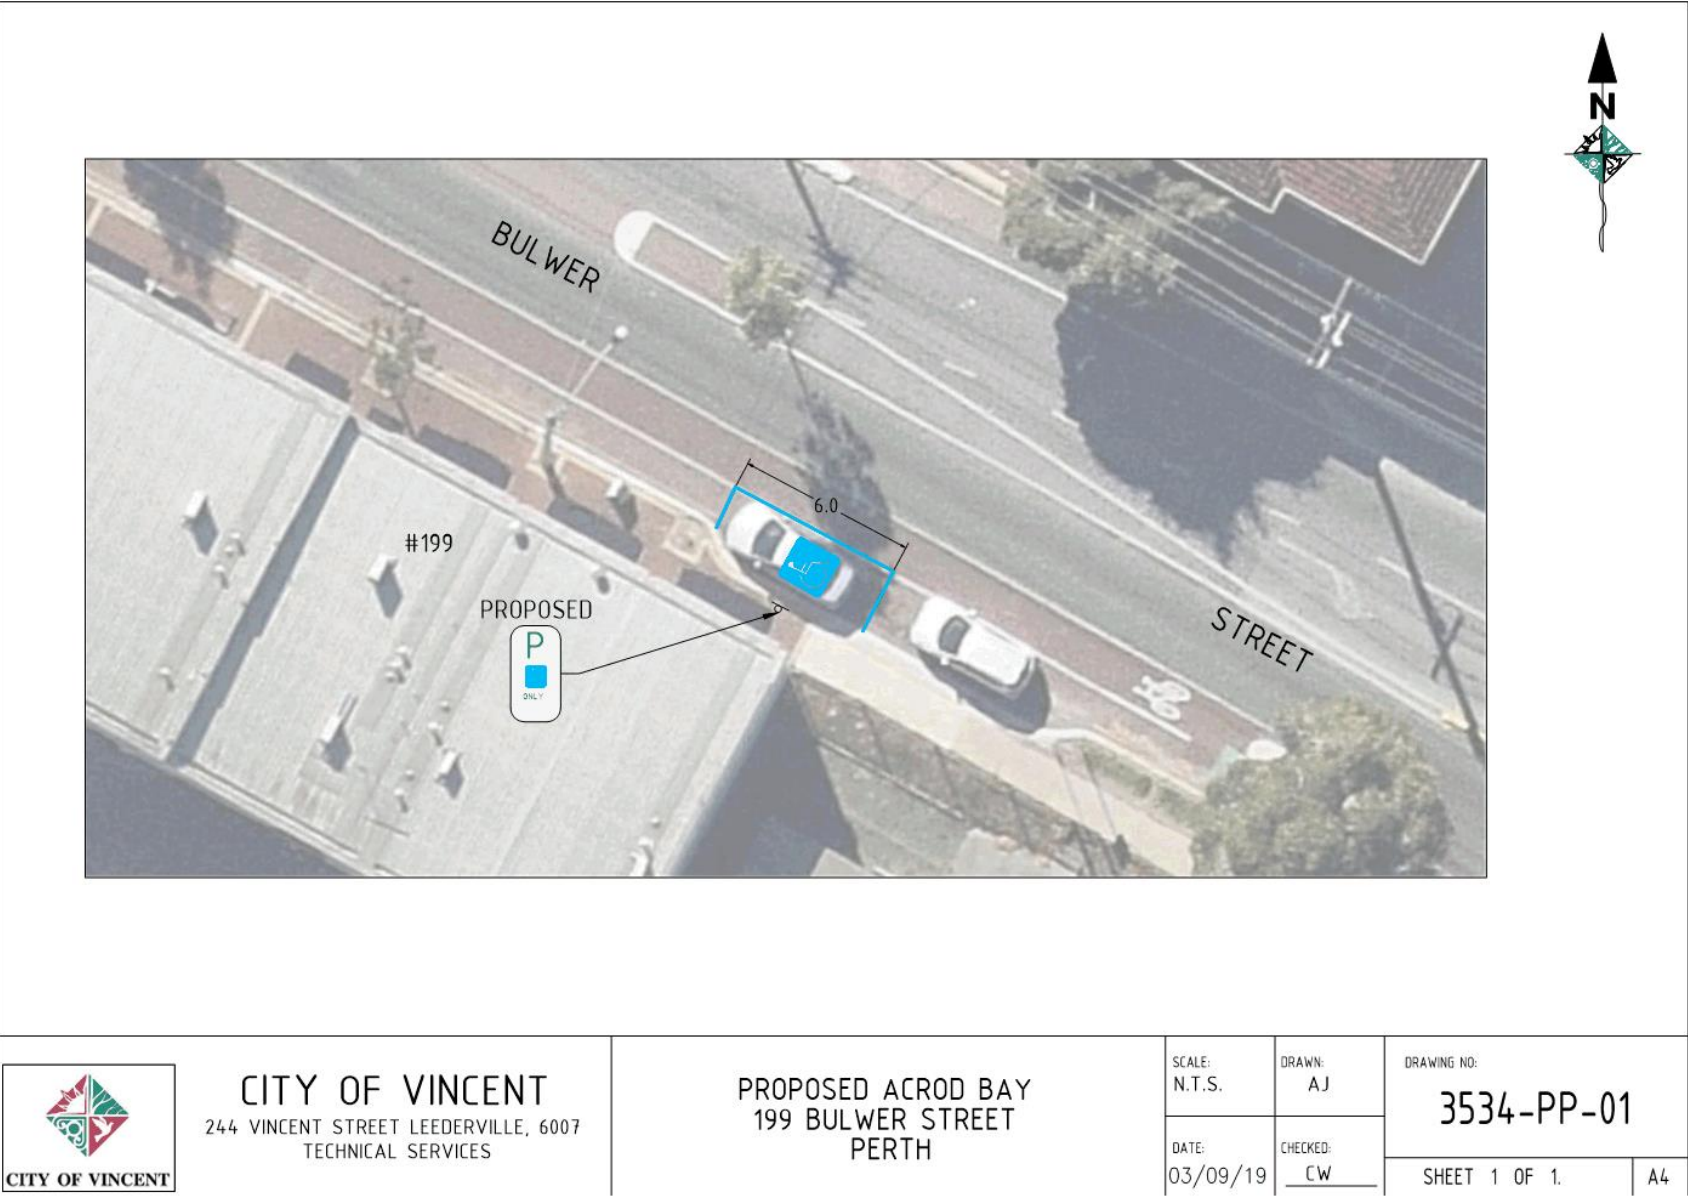 N
BULWER
6.0
#199
PROPOSED
P
ONLY
STREET
CITY OF VINCENT
CITY OF VINCENT
244 VINCENT STREET LEEDERVILLE, 6007
TECHNICAL SERVICES
PROPOSED ACROD BAY
199 BULWER STREET
PERTH
SCALE:
N.T.S.
DRAWN:
AJ
DATE:
03/09/19
CHECKED:
CW
DRAWING NO:
3534-PP-01
SHEET 1 OF 1.
A4